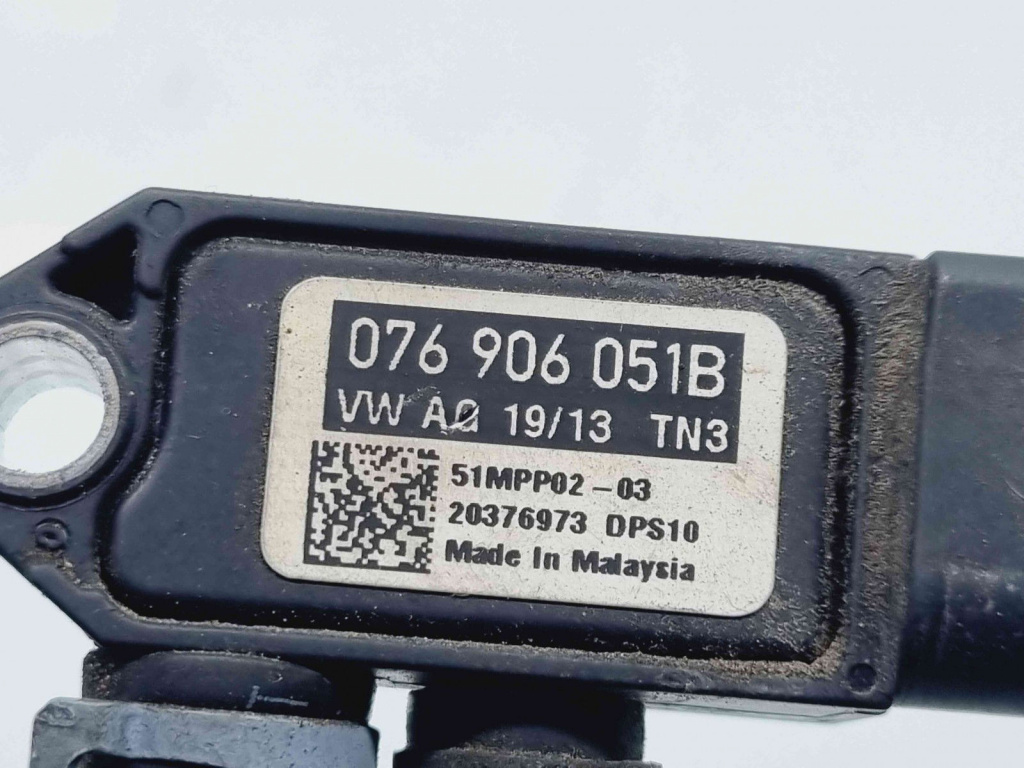 076 906 051B
VW AG 19/13 TN3
51MPP02-03
20376973 DPS10
Made In Malaysia